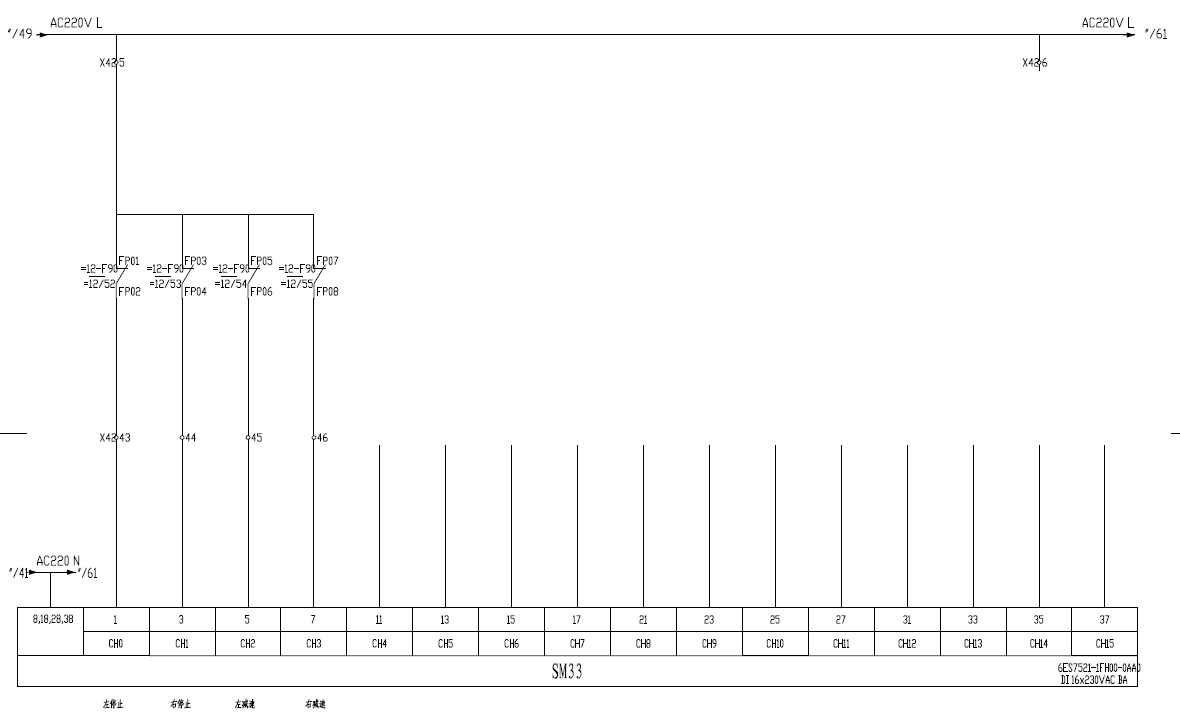 AC220V L AC220V L
"/49 "/61
X42 5 X42 6
FP01 FP03 FP05 FP07
=12-F90 =12-F90 =12-F90 =12-F90
=12/52 =12/53 =12/54 =12/55
FP02 FP04 FP06 FP08
X42 43 44 45 46
AC220 N
"/41 "/61
8,18,28,38 1 3 5 7 11 13 15 17 21 23 25 27 31 33 35 37
CH0 CH1 CH2 CH3 CH4 CH5 CH6 CH7 CH8 CH9 CH10 CH11 CH12 CH13 CH14 CH15
SM33 6ES7521-1FH00-0AA0
DI 16x230VAC BA
左停止 右停止 左减速 右减速